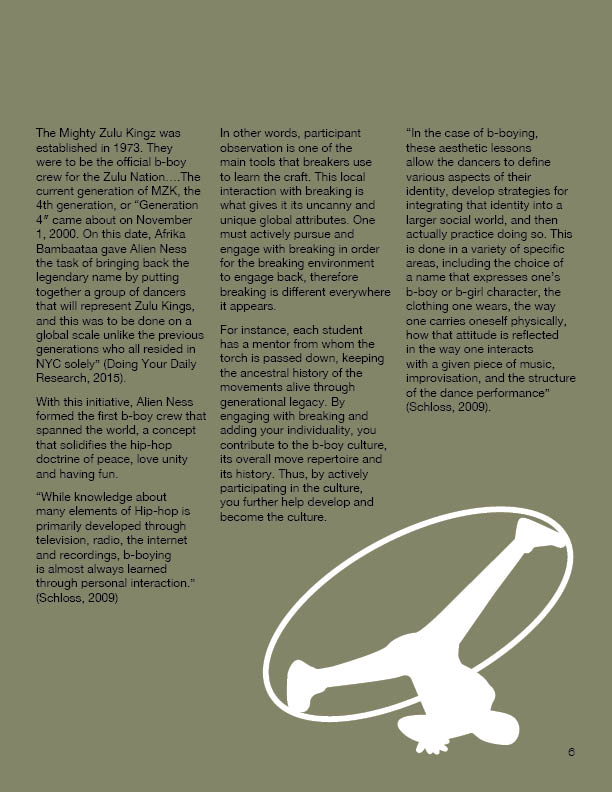 The Mighty Zulu Kingz was
established in 1973. They
were to be the official b-boy
crew for the Zulu Nation….The
current generation of MZK, the
4th generation, or “Generation
4″ came about on November
1, 2000. On this date, Afrika
Bambaataa gave Alien Ness
the task of bringing back the
legendary name by putting
together a group of dancers
that will represent Zulu Kings,
and this was to be done on a
global scale unlike the previous
generations who all resided in
NYC solely” (Doing Your Daily
Research, 2015).
With this initiative, Alien Ness
formed the first b-boy crew that
spanned the world, a concept
that solidifies the hip-hop
doctrine of peace, love unity
and having fun.
“While knowledge about
many elements of Hip-hop is
primarily developed through
television, radio, the internet
and recordings, b-boying
is almost always learned
through personal interaction.”
(Schloss, 2009)
In other words, participant
observation is one of the
main tools that breakers use
to learn the craft. This local
interaction with breaking is
what gives it its uncanny and
unique global attributes. One
must actively pursue and
engage with breaking in order
for the breaking environment
to engage back, therefore
breaking is different everywhere
it appears.
For instance, each student
has a mentor from whom the
torch is passed down, keeping
the ancestral history of the
movements alive through
generational legacy. By
engaging with breaking and
adding your individuality, you
contribute to the b-boy culture,
its overall move repertoire and
its history. Thus, by actively
participating in the culture,
you further help develop and
become the culture.
“In the case of b-boying,
these aesthetic lessons
allow the dancers to define
various aspects of their
identity, develop strategies for
integrating that identity into a
larger social world, and then
actually practice doing so. This
is done in a variety of specific
areas, including the choice of
a name that expresses one’s
b-boy or b-girl character, the
clothing one wears, the way
one carries oneself physically,
how that attitude is reflected
in the way one interacts
with a given piece of music,
improvisation, and the structure
of the dance performance”
(Schloss, 2009).
6